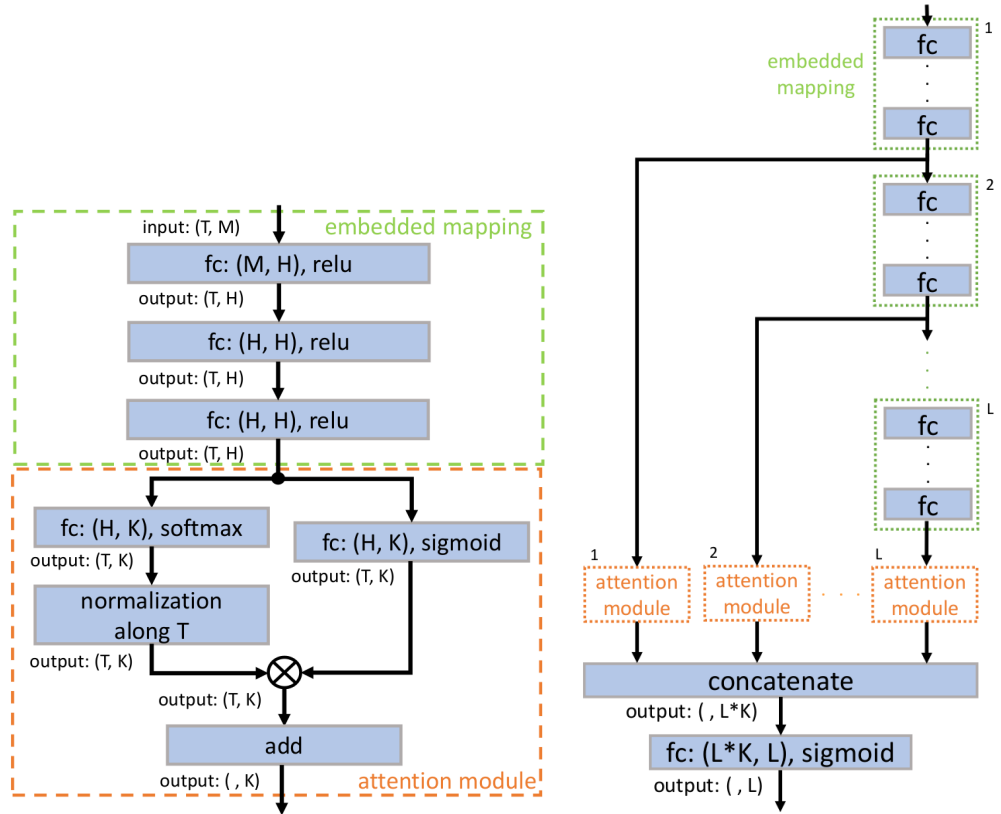 input: (T, M)
embedded mapping
fc: (M, H), relu
output: (T, H)
fc: (H, H), relu
output: (T, H)
fc: (H, H), relu
output: (T, H)
fc: (H, K), softmax
fc: (H, K), sigmoid
output: (T, K)
output: (T, K)
normalization
along T
output: (T, K)
output: (T, K)
add
output: ( , K)
attention module
1
fc
embedded
mapping
fc
2
fc
fc
L
fc
fc
1
2
L
attention
module
attention
module
attention
module
concatenate
output: ( , L*K)
fc: (L*K, L), sigmoid
output: ( , L)